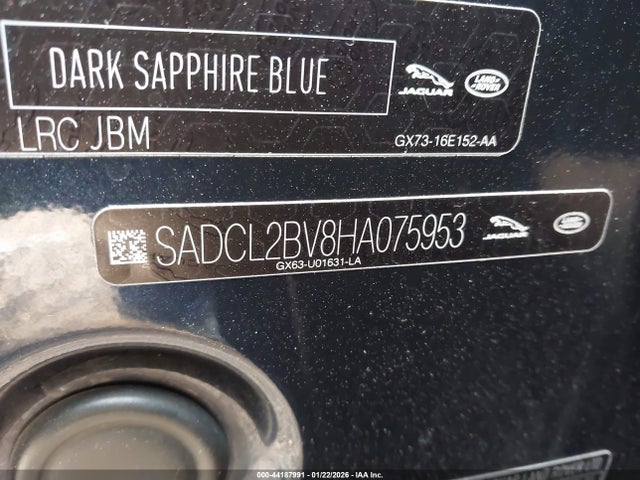 DARK SAPPHIRE BLUE
JAGUAR
LAND ROVER
LRC JBM
GX73-16E152-AA
SADCL2BV8HA075953
JAGUAR
GX63-U01631-LA
000-44187991 - 01/22/2026 - IAA Inc.